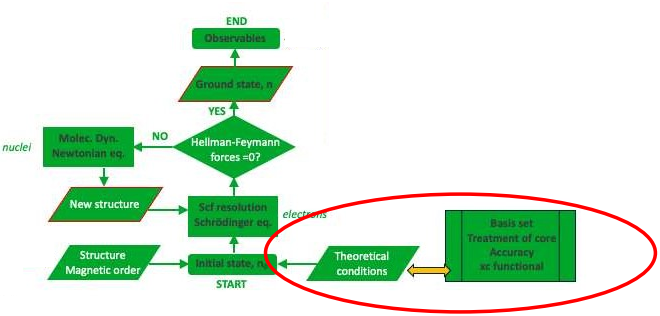 END
Observables
Ground state, n
YES
Hellman-Feymann
forces =0?
NO
Molec. Dyn.
Newtonian eq.
nuclei
New structure
Scf resolution
Schrödinger eq.
electrons
Structure
Magnetic order
Initial state, n
START
Theoretical
conditions
Basis set
Treatment of core
Accuracy
xc functional